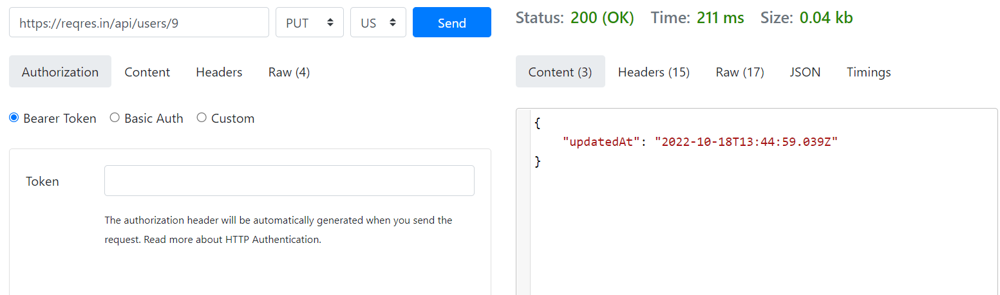 https://reqres.in/api/users/9 PUT US Send
Authorization Content Headers Raw (4)
Bearer Token Basic Auth Custom
Token
The authorization header will be automatically generated when you send the
request. Read more about HTTP Authentication.
Status: 200 (OK) Time: 211 ms Size: 0.04 kb
Content (3) Headers (15) Raw (17) JSON Timings
{
    "updatedAt": "2022-10-18T13:44:59.039Z"
}